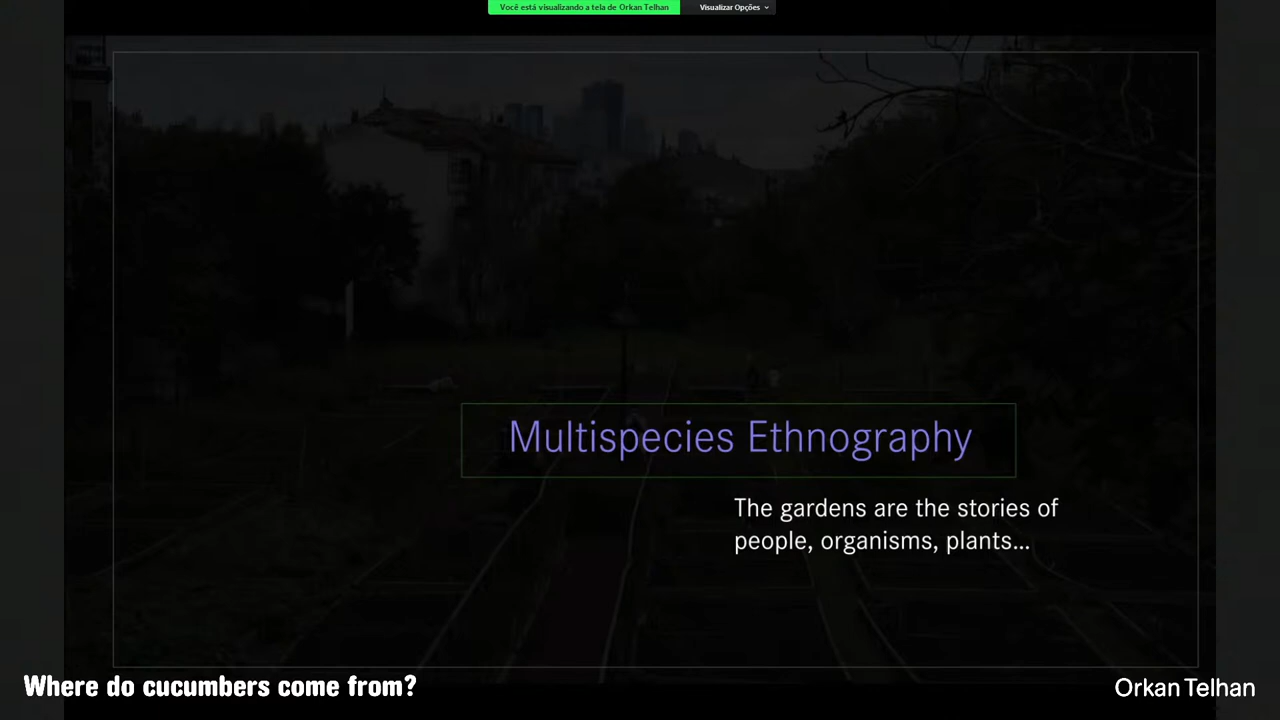 Você está visualizando a tela de Orkan Telhan
Visualizar Opções
Multispecies Ethnography
The gardens are the stories of
people, organisms, plants...
Where do cucumbers come from?
Orkan Telhan